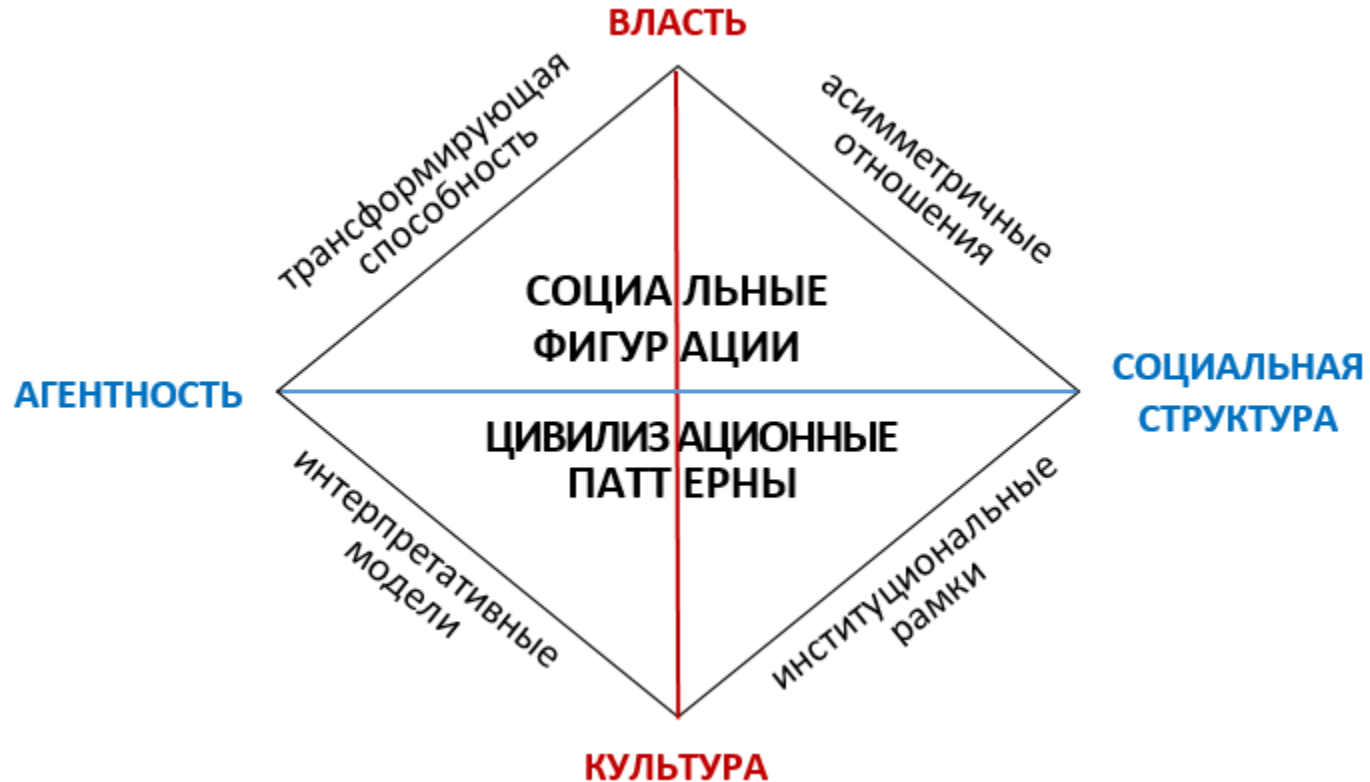 ВЛАСТЬ
трансформирующая
способность
асимметричные
отношения
СОЦИАЛЬНЫЕ
ФИГУРАЦИИ
АГЕНТНОСТЬ
СОЦИАЛЬНАЯ
СТРУКТУРА
ЦИВИЛИЗАЦИОННЫЕ
ПАТТЕРНЫ
интерпретативные
модели
институциональные
рамки
КУЛЬТУРА